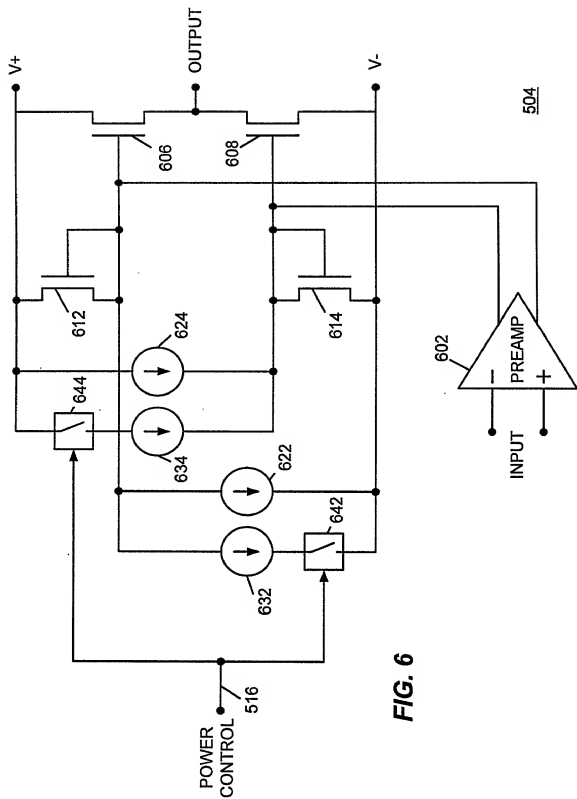 V+
OUTPUT
V-
504
606
608
612
614
624
644
634
622
642
632
602
PREAMP
−
+
INPUT
516
POWER
CONTROL
FIG. 6